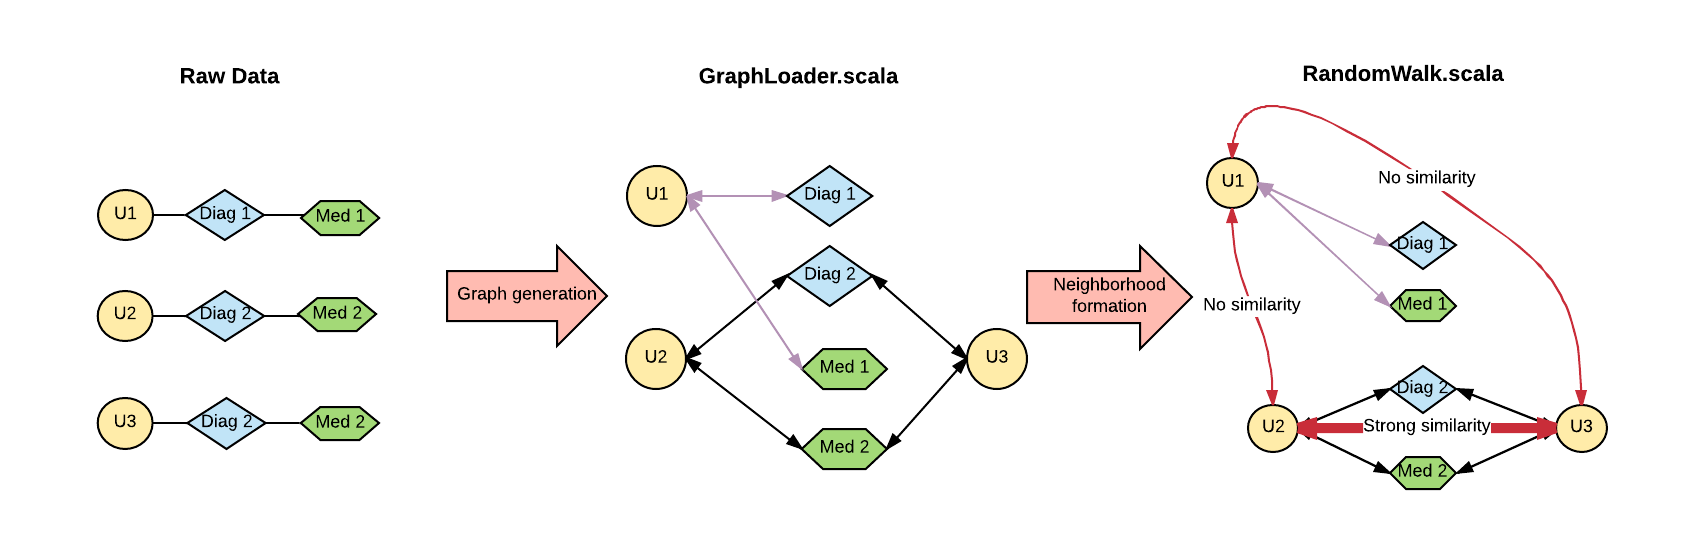 Raw Data
U1
Diag 1
Med 1
U2
Diag 2
Med 2
U3
Diag 2
Med 2
Graph generation
GraphLoader.scala
U1
Diag 1
Diag 2
U2
U3
Med 1
Med 2
Neighborhood
formation
RandomWalk.scala
No similarity
U1
Diag 1
Med 1
No similarity
Diag 2
U2
Strong similarity
U3
Med 2